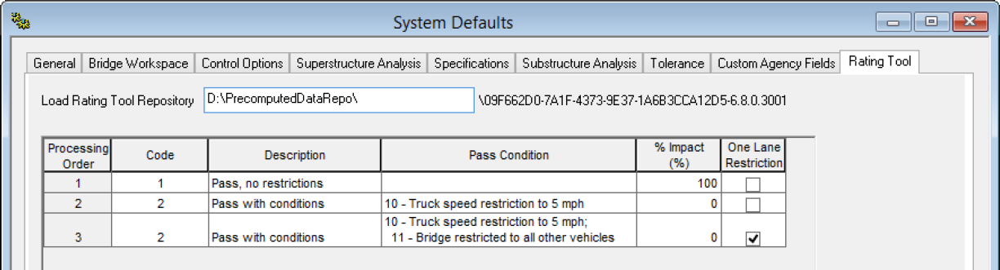 System Defaults
General Bridge Workspace Control Options Superstructure Analysis Specifications Substructure Analysis Tolerance Custom Agency Fields Rating Tool
Load Rating Tool Repository D:\PrecomputedDataRepo\ \09F662D0-7A1F-4373-9E37-1A6B3CCA12D5-6.8.0.3001
Processing Order Code Description Pass Condition % Impact (%) One Lane Restriction
1 1 Pass, no restrictions 100
2 2 Pass with conditions 10 - Truck speed restriction to 5 mph 0
10 - Truck speed restriction to 5 mph;
3 2 Pass with conditions 11 - Bridge restricted to all other vehicles 0